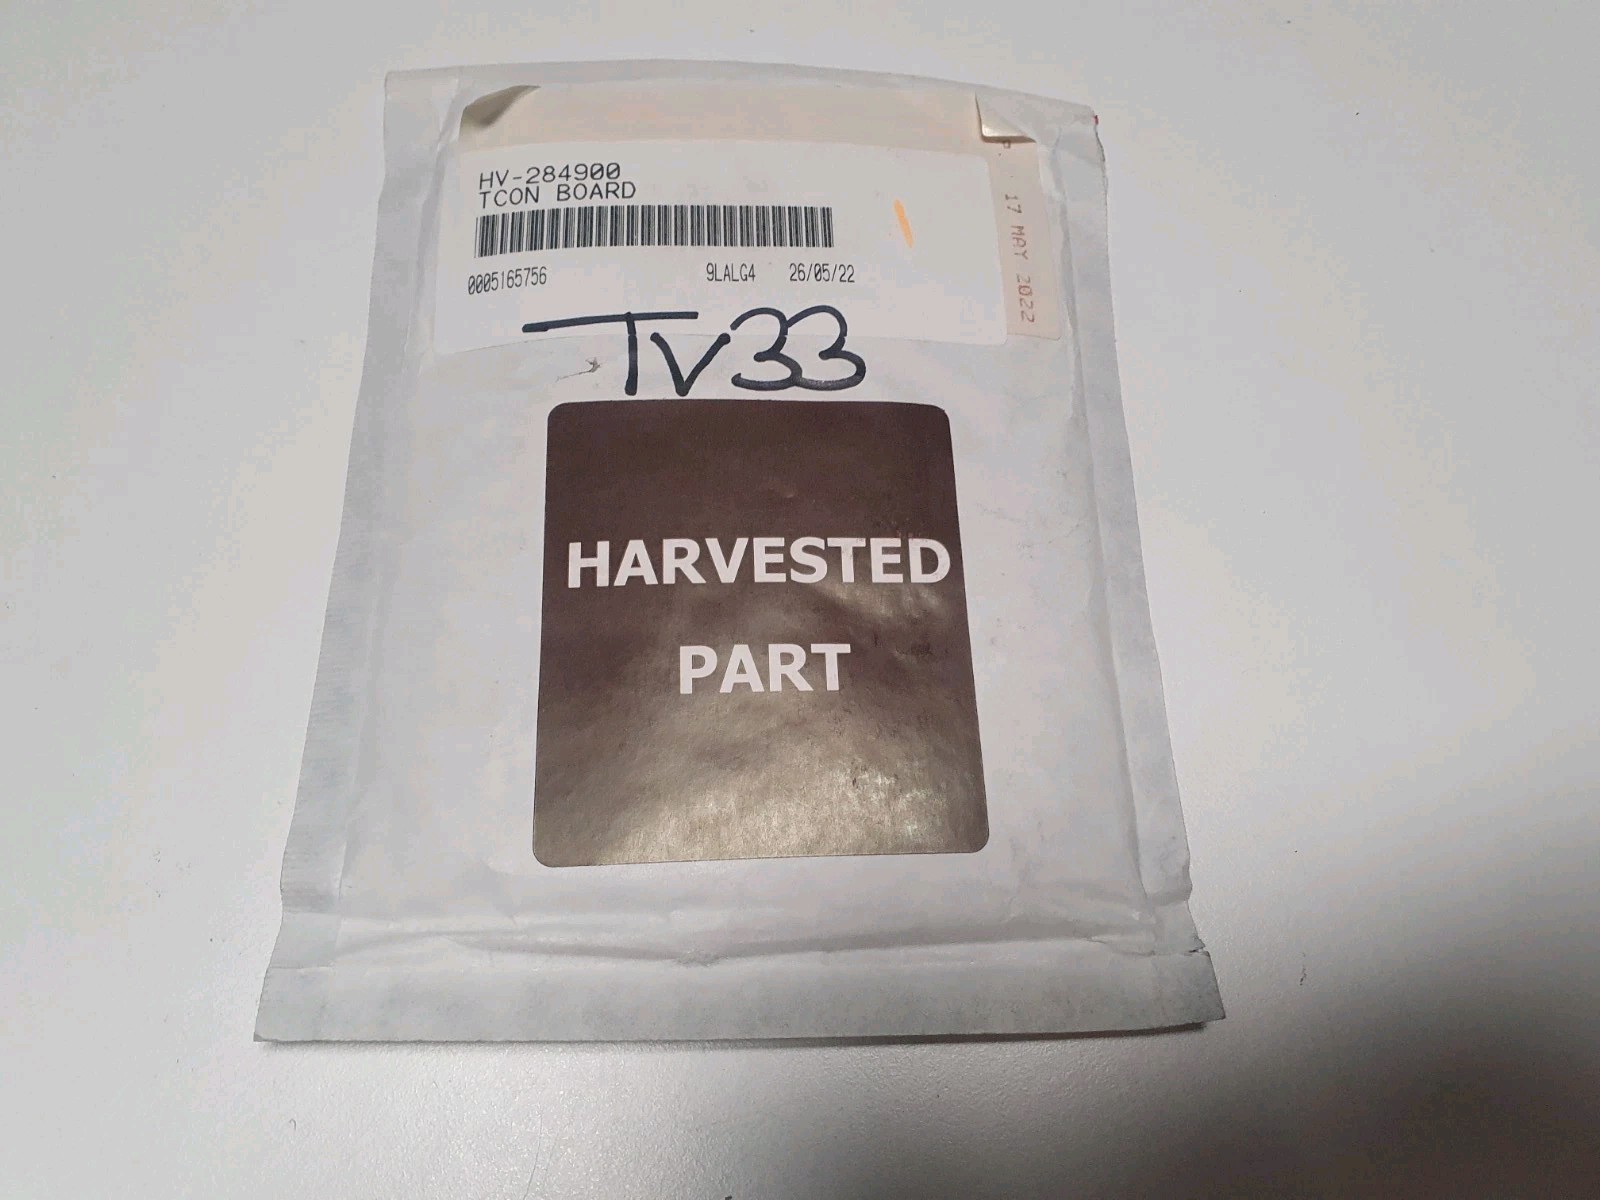 HV-284900
TCON BOARD
0005165756 9LALG4 26/05/22
17 MAY 2022
TV33
HARVESTED
PART